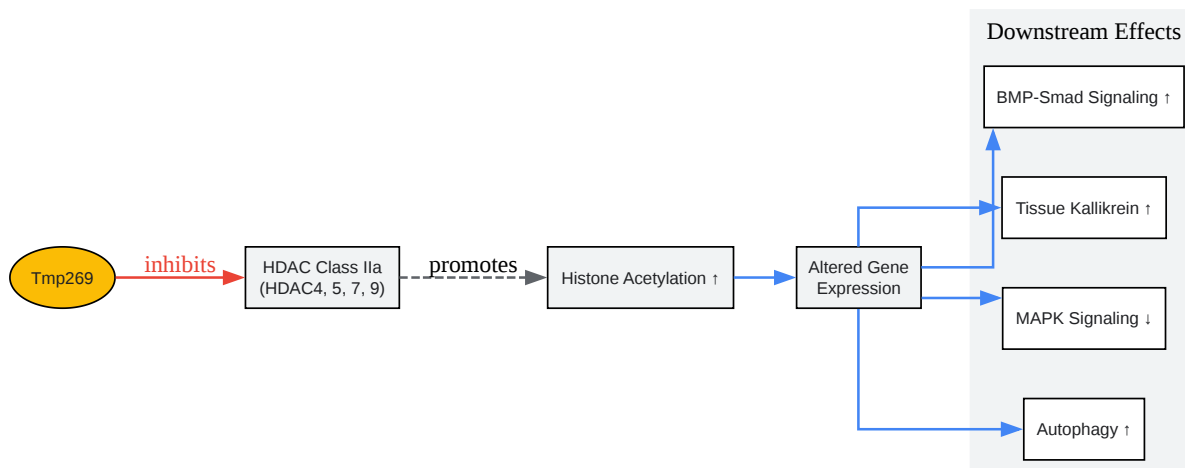 Downstream Effects
BMP-Smad Signaling ↑
Tissue Kallikrein ↑
Tmp269
inhibits
HDAC Class IIa
(HDAC4, 5, 7, 9)
promotes
Histone Acetylation ↑
Altered Gene
Expression
MAPK Signaling ↓
Autophagy ↑